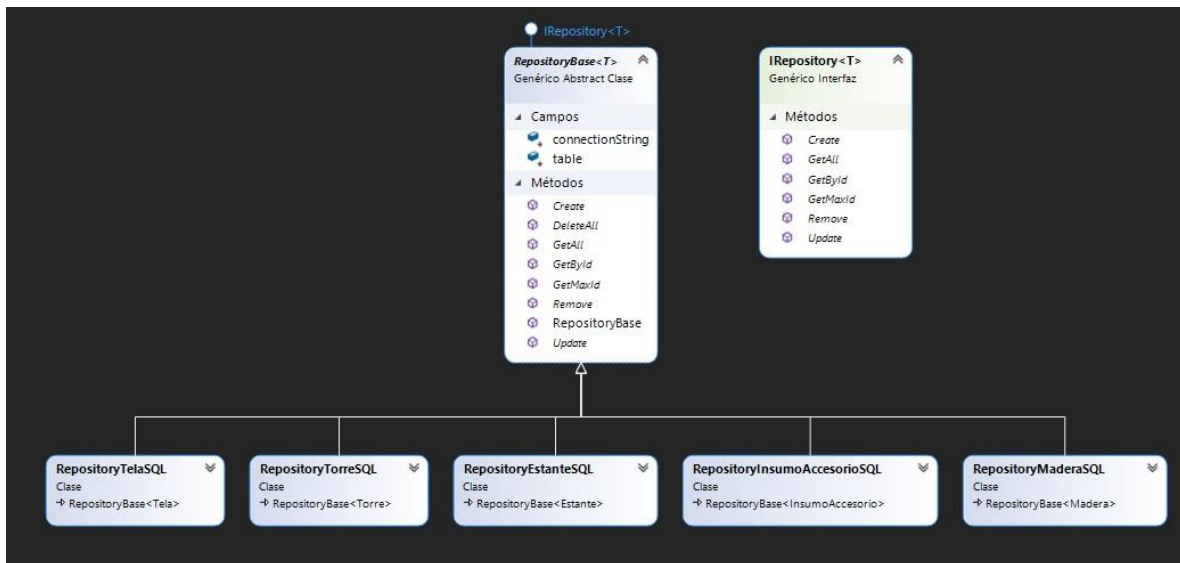 IRepository<T>
RepositoryBase<T>
Genérico Abstract Clase
Campos
connectionString
table
Métodos
Create
DeleteAll
GetAll
GetById
GetMaxId
Remove
RepositoryBase
Update
IRepository<T>
Genérico Interfaz
Métodos
Create
GetAll
GetById
GetMaxId
Remove
Update
RepositoryTelaSQL
Clase
RepositoryBase<Tela>
RepositoryTorreSQL
Clase
RepositoryBase<Torre>
RepositoryEstanteSQL
Clase
RepositoryBase<Estante>
RepositoryInsumoAccesorioSQL
Clase
RepositoryBase<InsumoAccesorio>
RepositoryMaderaSQL
Clase
RepositoryBase<Madera>